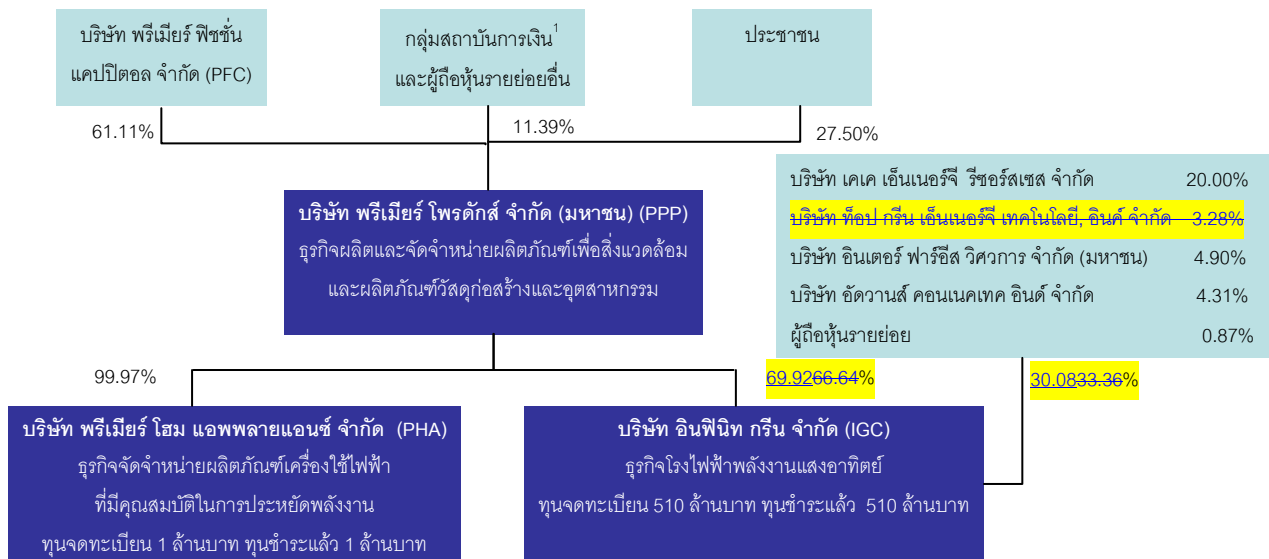 บริษัท พรีเมียร์ ฟิชชั่น
แคปปิตอล จำกัด (PFC)
กลุ่มสถาบันการเงิน1
และผู้ถือหุ้นรายย่อยอื่น
ประชาชน
61.11%
11.39%
27.50%
บริษัท เคเค เอ็นเนอร์จี รีซอร์สเซส จำกัด 20.00%
บริษัท ท็อป กรีน เอ็นเนอร์จี เทคโนโลยี, อินค์ จำกัด 3.28%
บริษัท อินเตอร์ ฟาร์อีส วิศวการ จำกัด (มหาชน) 4.90%
บริษัท อัดวานส์ คอนเนคเทค อินด์ จำกัด 4.31%
ผู้ถือหุ้นรายย่อย 0.87%
บริษัท พรีเมียร์ โพรดักส์ จำกัด (มหาชน) (PPP)
ธุรกิจผลิตและจัดจำหน่ายผลิตภัณฑ์เพื่อสิ่งแวดล้อม
และผลิตภัณฑ์วัสดุก่อสร้างและอุตสาหกรรม
99.97%
69.9266.64%
30.0833.36%
บริษัท พรีเมียร์ โฮม แอพพลายแอนซ์ จำกัด (PHA)
ธุรกิจจัดจำหน่ายผลิตภัณฑ์เครื่องใช้ไฟฟ้า
ที่มีคุณสมบัติในการประหยัดพลังงาน
ทุนจดทะเบียน 1 ล้านบาท ทุนชำระแล้ว 1 ล้านบาท
บริษัท อินฟินิท กรีน จำกัด (IGC)
ธุรกิจโรงไฟฟ้าพลังงานแสงอาทิตย์
ทุนจดทะเบียน 510 ล้านบาท ทุนชำระแล้ว 510 ล้านบาท